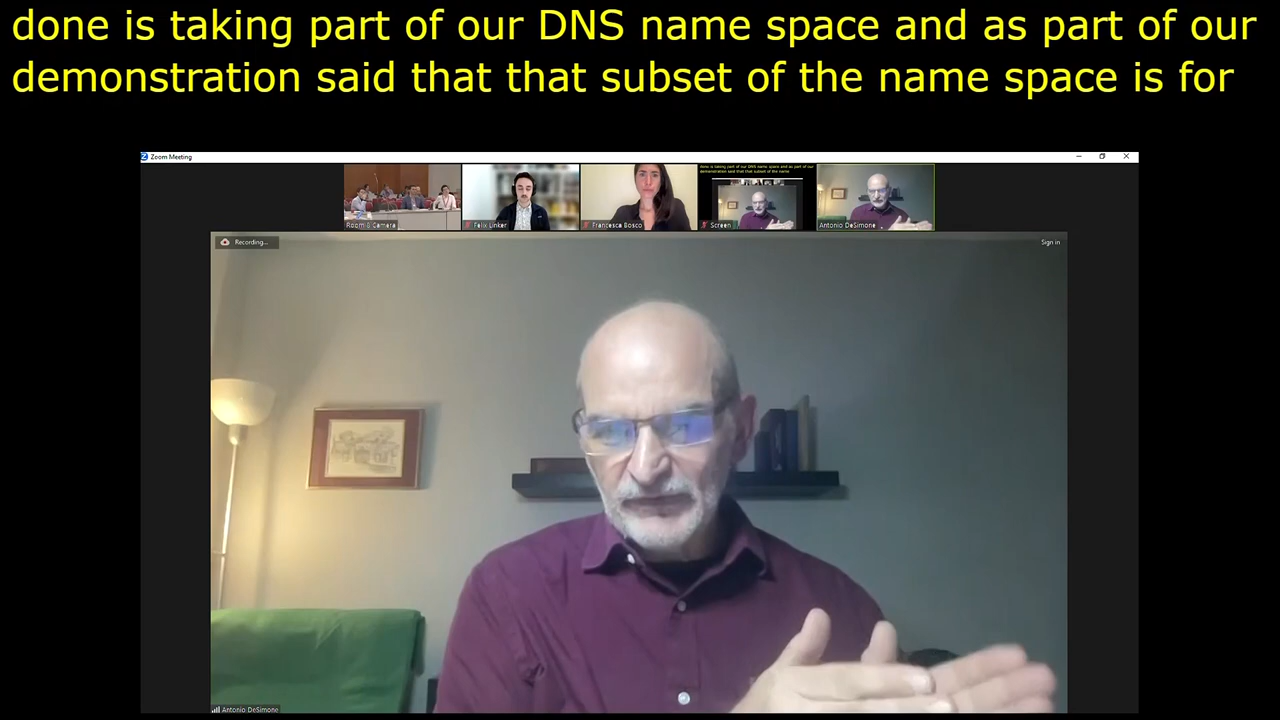 done is taking part of our DNS name space and as part of our
demonstration said that that subset of the name space is for
Zoom Meeting
Room 8 Camera
Felix Linker
Francesca Bosco
Screen
Antonio DeSimone
Recording...
Sign in
Antonio DeSimone